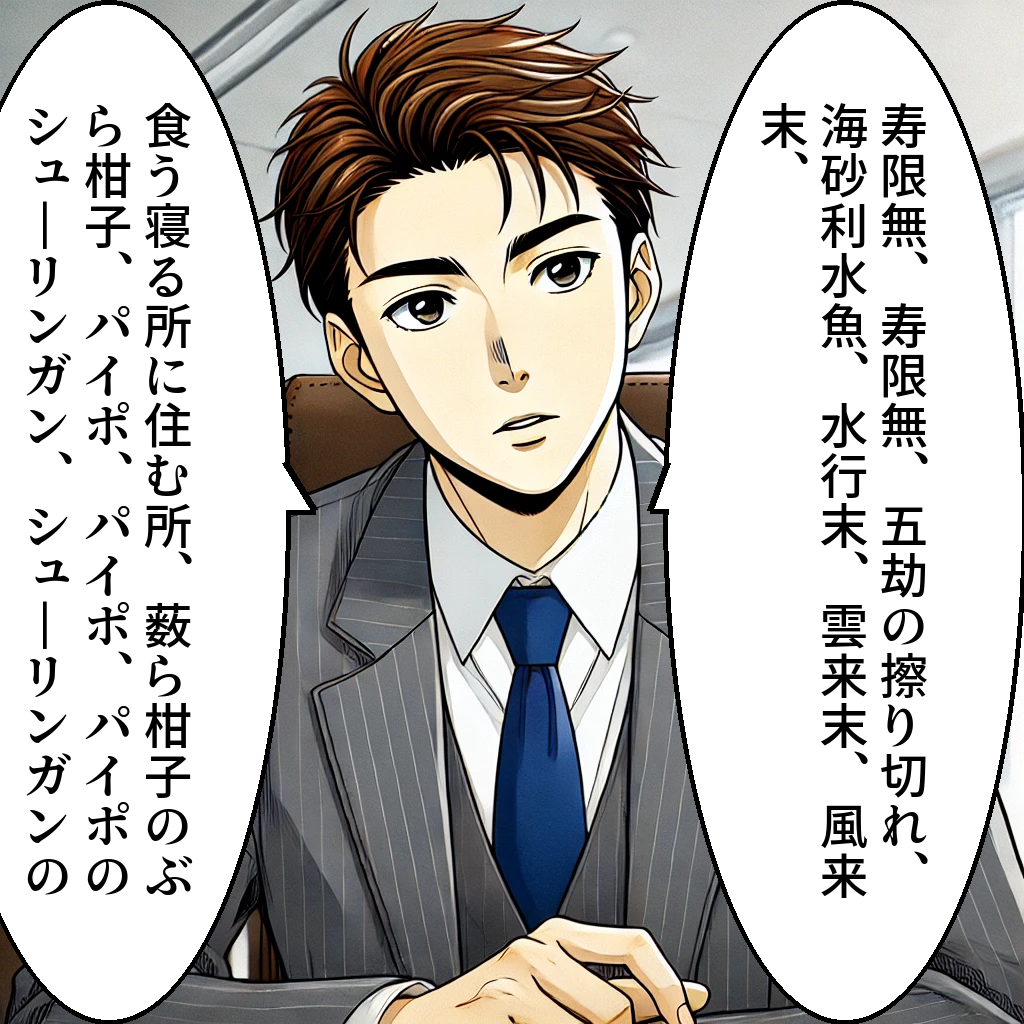 寿限無、寿限無、五劫の擦り切れ、
海砂利水魚、水行末、雲来末、風来
末、
食う寝る所に住む所、薮ら柑子のぶ
ら柑子、パイポ、パイポ、パイポの
シューリンガン、シューリンガンの